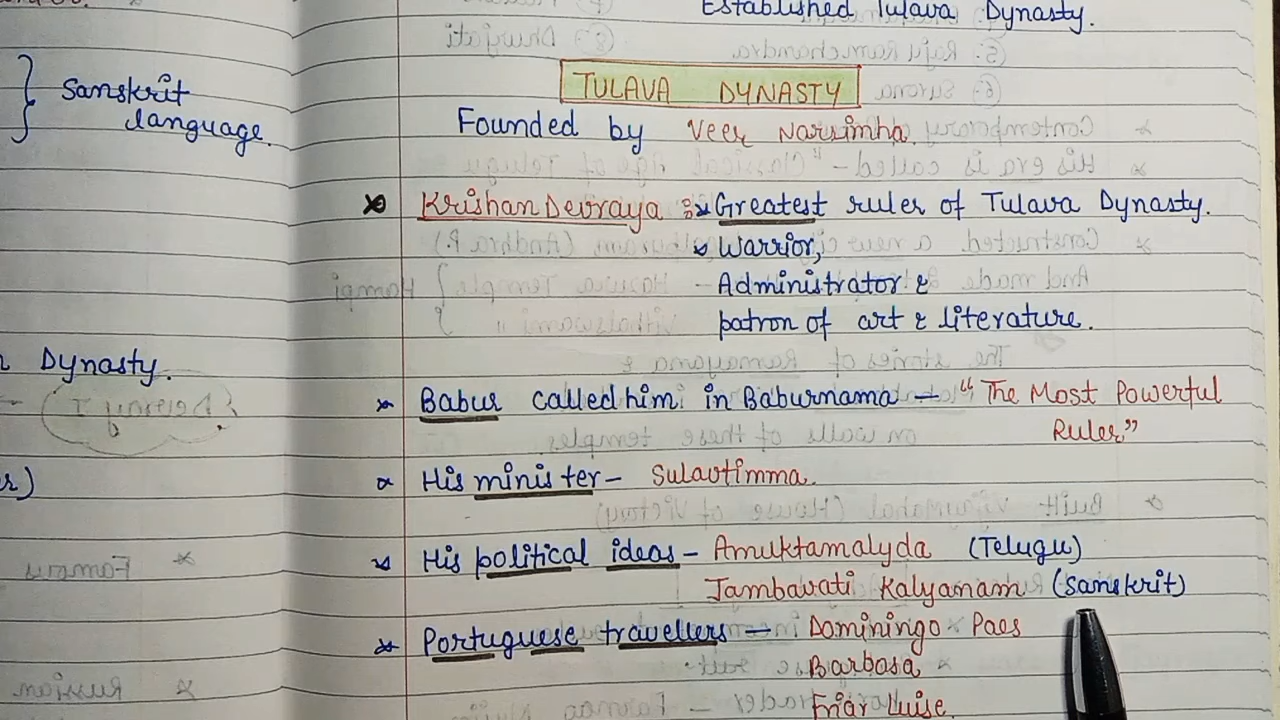 Established Tulava Dynasty.
Sanskrit
language.
TULAVA DYNASTY
Founded by Veer Narsimha.
Krishan Devraya :- Greatest ruler of Tulava Dynasty.
Warrior,
Administrator &
patron of art & literature.
Dynasty.
Babur called him in Baburnama - "The Most Powerful
Ruler"
His minister - Sulavtimma.
His political ideas - Amuktamalyda (Telugu)
Jambavati Kalyanam (Sanskrit)
Portuguese travellers - Dominingo Paes
Barbosa
Friar Luise.